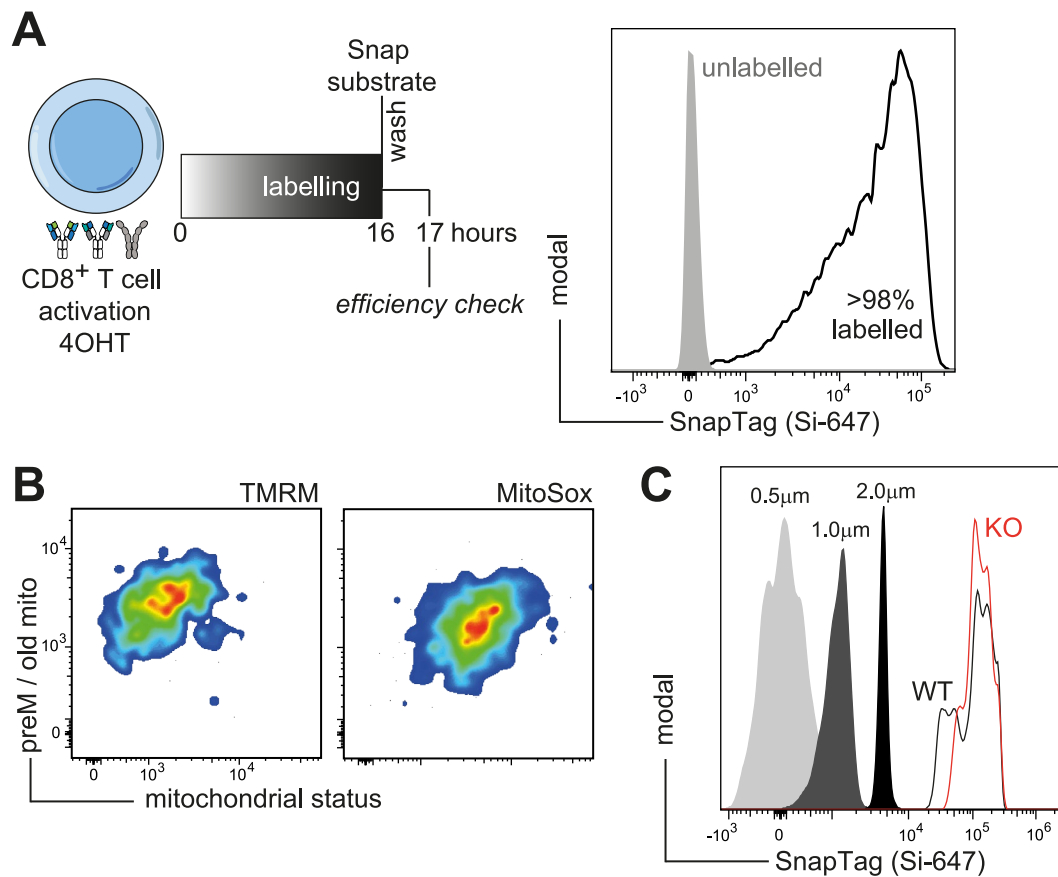 A
Snap
substrate
wash
labelling
0
16
17 hours
efficiency check
CD8+ T cell
activation
4OHT
unlabelled
>98%
labelled
modal
-10³ 0 10³ 10⁴ 10⁵
SnapTag (Si-647)
B
TMRM
MitoSox
10⁴
10³
0
preM / old mito
0 10³ 10⁴
mitochondrial status
C
0.5µm
1.0µm
2.0µm
KO
WT
modal
-10³ 0 10⁴ 10⁵ 10⁶
SnapTag (Si-647)